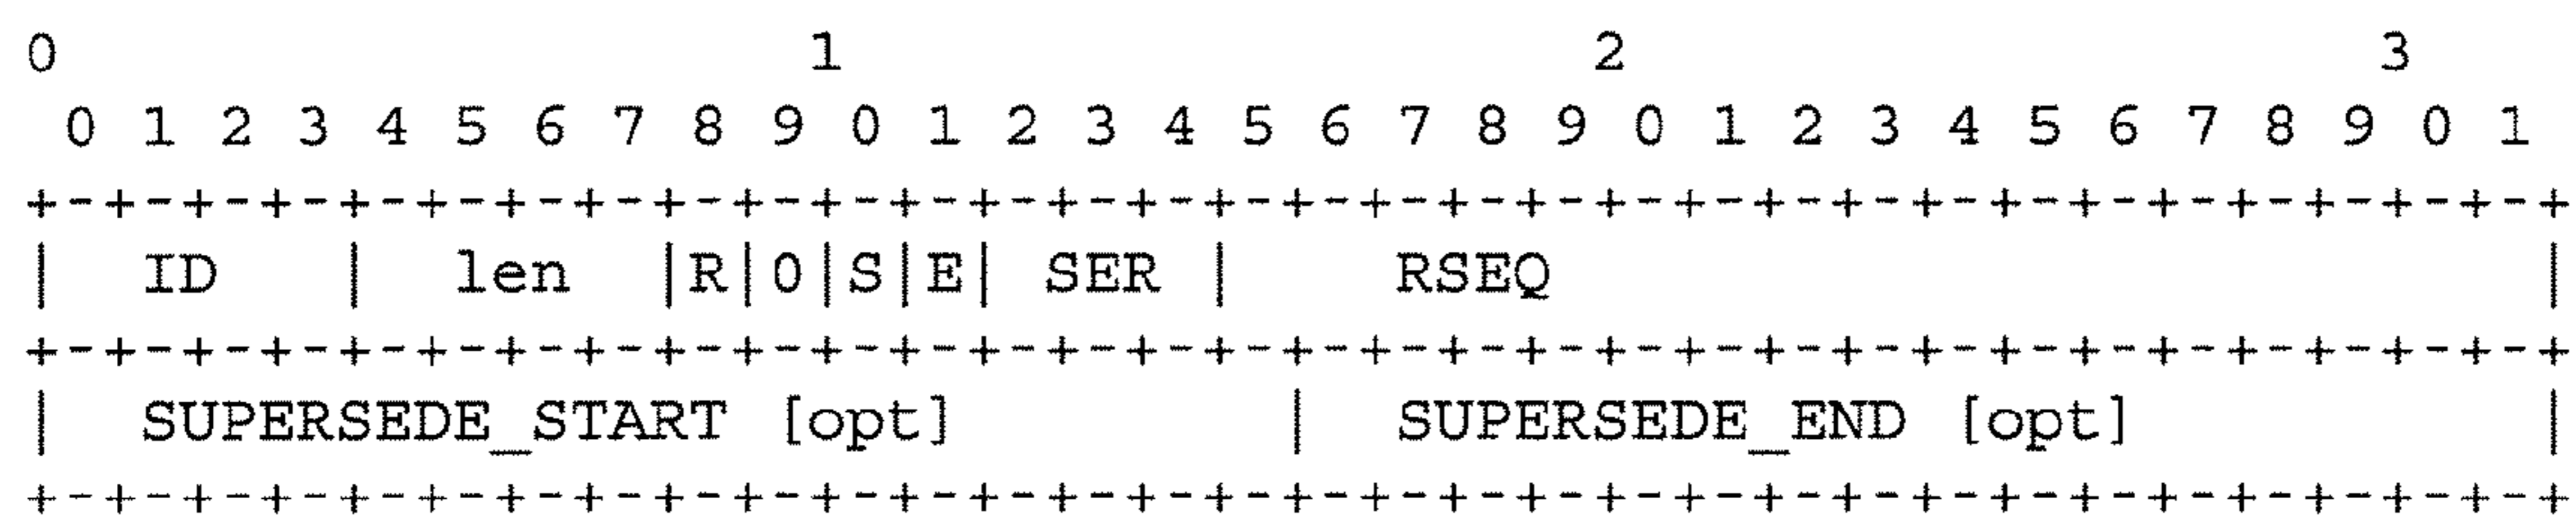 0                   1                   2                   3
 0 1 2 3 4 5 6 7 8 9 0 1 2 3 4 5 6 7 8 9 0 1 2 3 4 5 6 7 8 9 0 1
+-+-+-+-+-+-+-+-+-+-+-+-+-+-+-+-+-+-+-+-+-+-+-+-+-+-+-+-+-+-+-+-+
|  ID   |  len  |R|0|S|E| SER |    RSEQ                         |
+-+-+-+-+-+-+-+-+-+-+-+-+-+-+-+-+-+-+-+-+-+-+-+-+-+-+-+-+-+-+-+-+
|  SUPERSEDE_START [opt]        |  SUPERSEDE_END [opt]          |
+-+-+-+-+-+-+-+-+-+-+-+-+-+-+-+-+-+-+-+-+-+-+-+-+-+-+-+-+-+-+-+-+